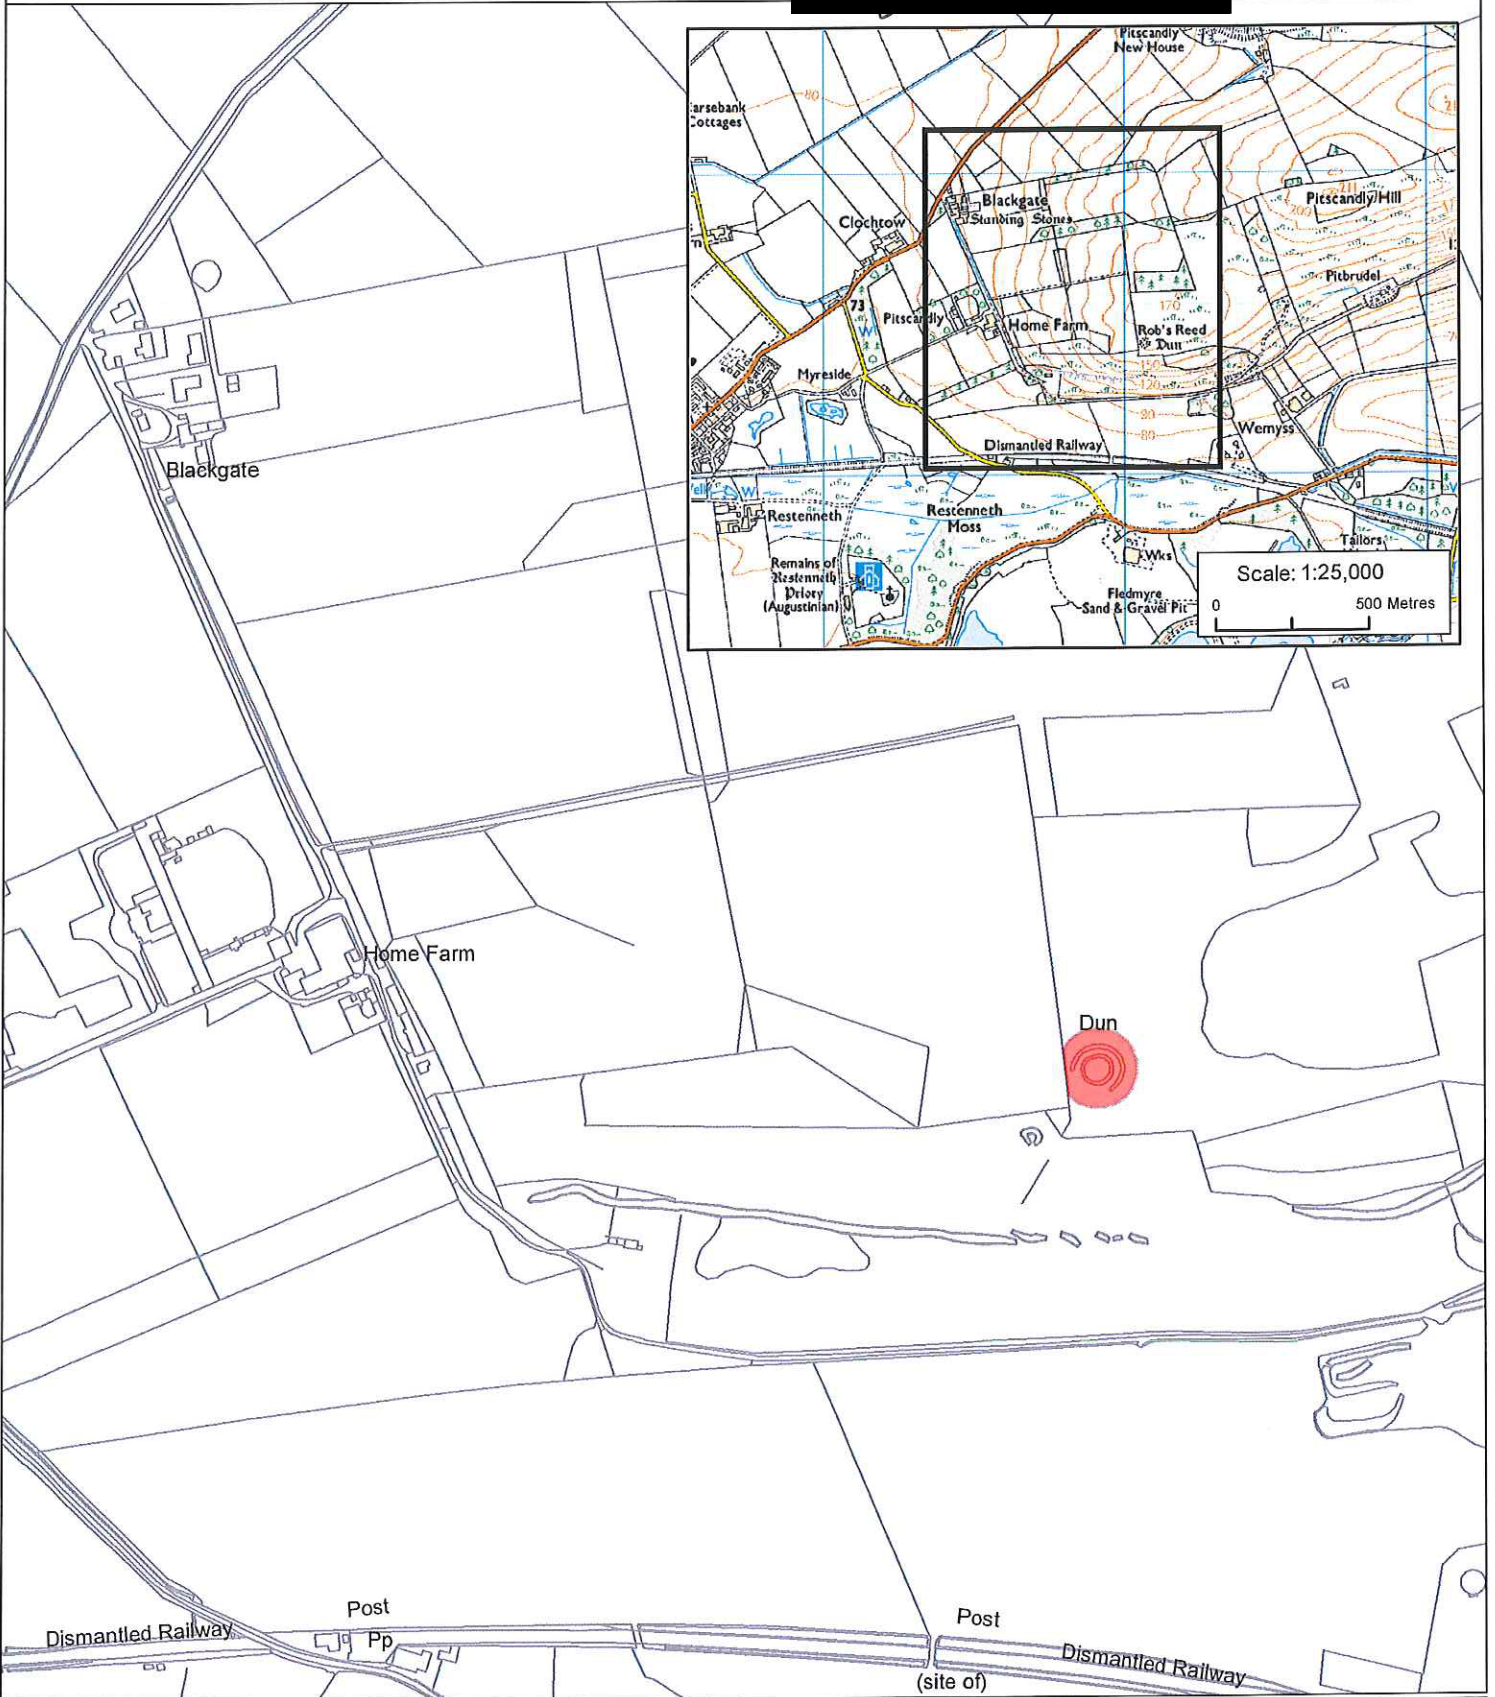 Pitscandly
New House
80
Cottages
Blackgate
Standing Stones
Clochtow
211
200
Pitscandly Hill
Pitbrudel
73
W
Pitscandly
Home Farm
170
Rob's Reed
Dun
Myreside
150
120
80
80
Wemyss
Dismantled Railway
W
Restenneth
Restenneth
Moss
Wks
Tailors
Remains of
Restenneth
Priory
(Augustinian)
Fledmyre
Sand & Gravel Pit
Scale: 1:25,000
0
500 Metres
Blackgate
Home Farm
Dun
Post
Post
Dismantled Railway
Pp
Dismantled Railway
(site of)